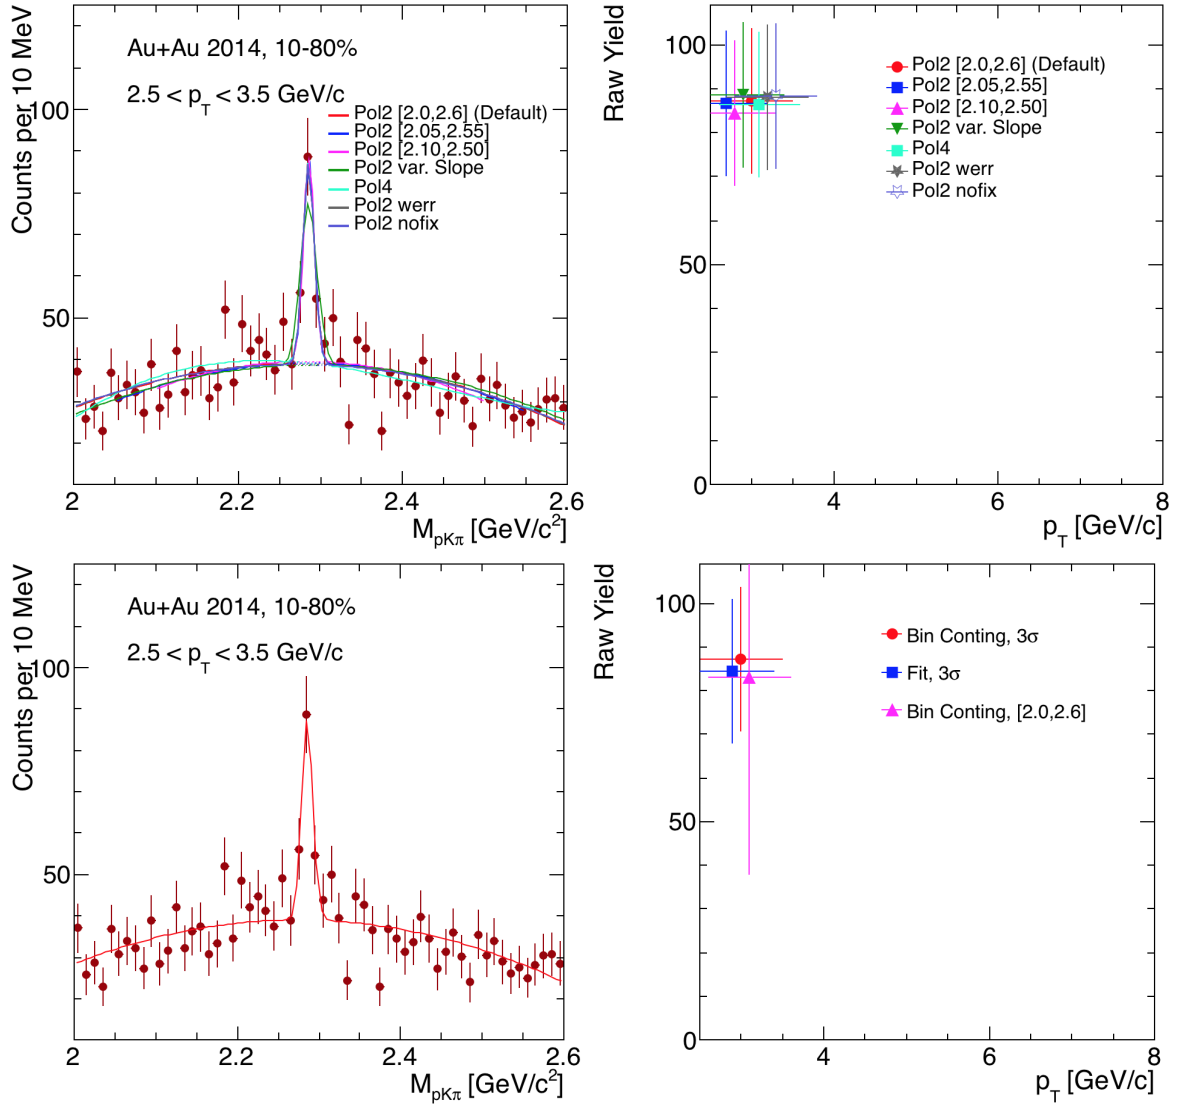 Counts per 10 MeV
Au+Au 2014, 10-80%
2.5 < p_T < 3.5 GeV/c
Pol2 [2.0,2.6] (Default)
Pol2 [2.05,2.55]
Pol2 [2.10,2.50]
Pol2 var. Slope
Pol4
Pol2 werr
Pol2 nofix
100
50
2 2.2 2.4 2.6
M_pKπ [GeV/c²]
Raw Yield
Pol2 [2.0,2.6] (Default)
Pol2 [2.05,2.55]
Pol2 [2.10,2.50]
Pol2 var. Slope
Pol4
Pol2 werr
Pol2 nofix
100
50
0
4 6 8
p_T [GeV/c]
Counts per 10 MeV
Au+Au 2014, 10-80%
2.5 < p_T < 3.5 GeV/c
100
50
2 2.2 2.4 2.6
M_pKπ [GeV/c²]
Raw Yield
Bin Conting, 3σ
Fit, 3σ
Bin Conting, [2.0,2.6]
100
50
0
4 6 8
p_T [GeV/c]